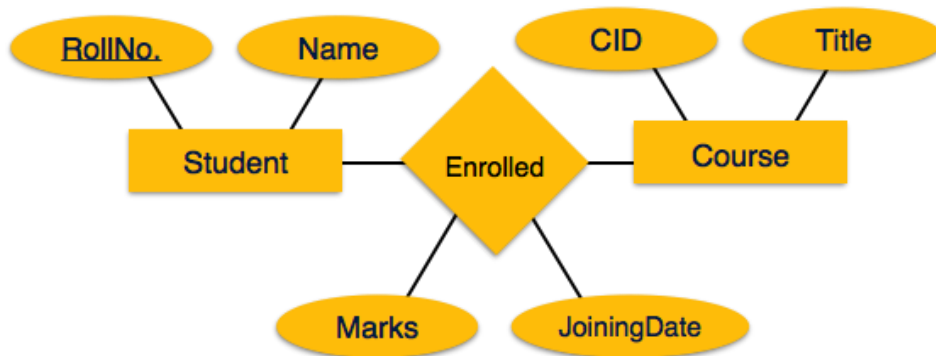 RollNo.
Name
CID
Title
Student
Enrolled
Course
Marks
JoiningDate